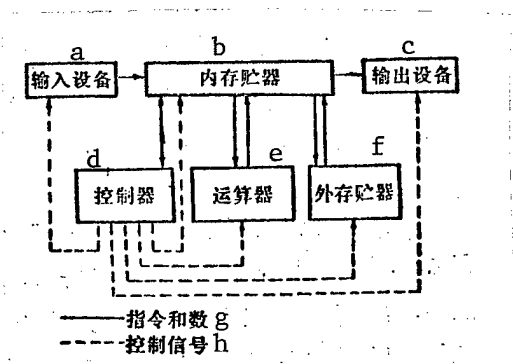 a b c
输入设备 内存贮器 输出设备
d e f
控制器 运算器 外存贮器
指令和数 g
控制信号 h